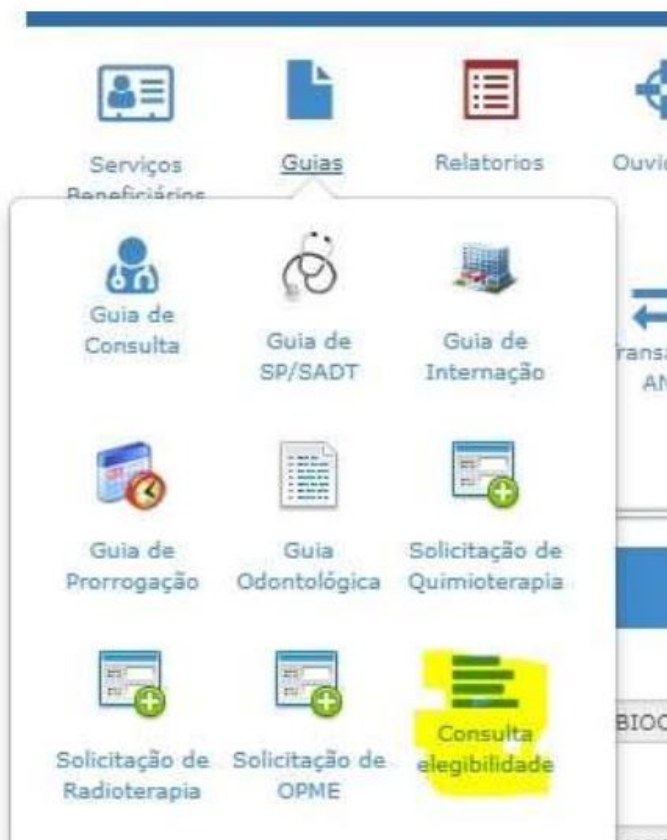 Serviços
Beneficiários
Guias
Relatorios
Guia de
Consulta
Guia de
SP/SADT
Guia de
Internação
Guia de
Prorrogação
Guia
Odontológica
Solicitação de
Quimioterapia
Solicitação de
Radioterapia
Solicitação de
OPME
Consulta
elegibilidade